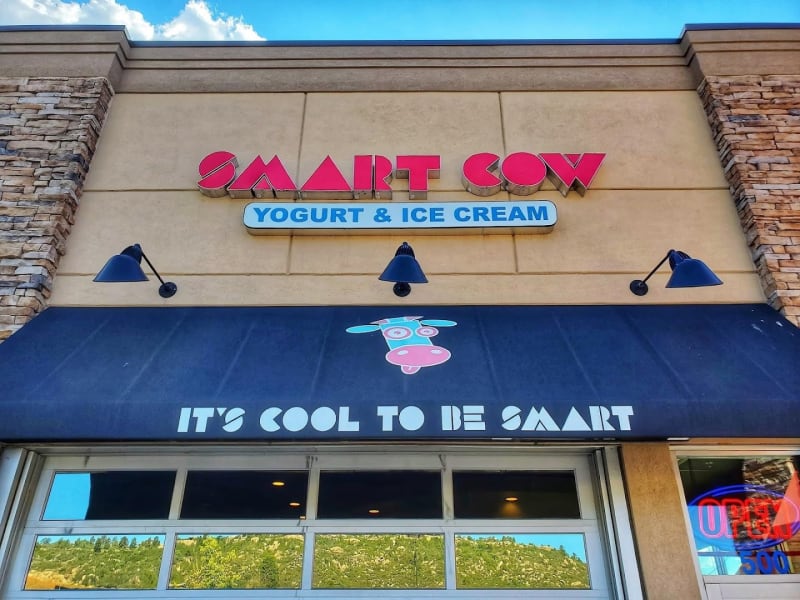 SMART COW
YOGURT & ICE CREAM
IT'S COOL TO BE SMART
OPEN
500